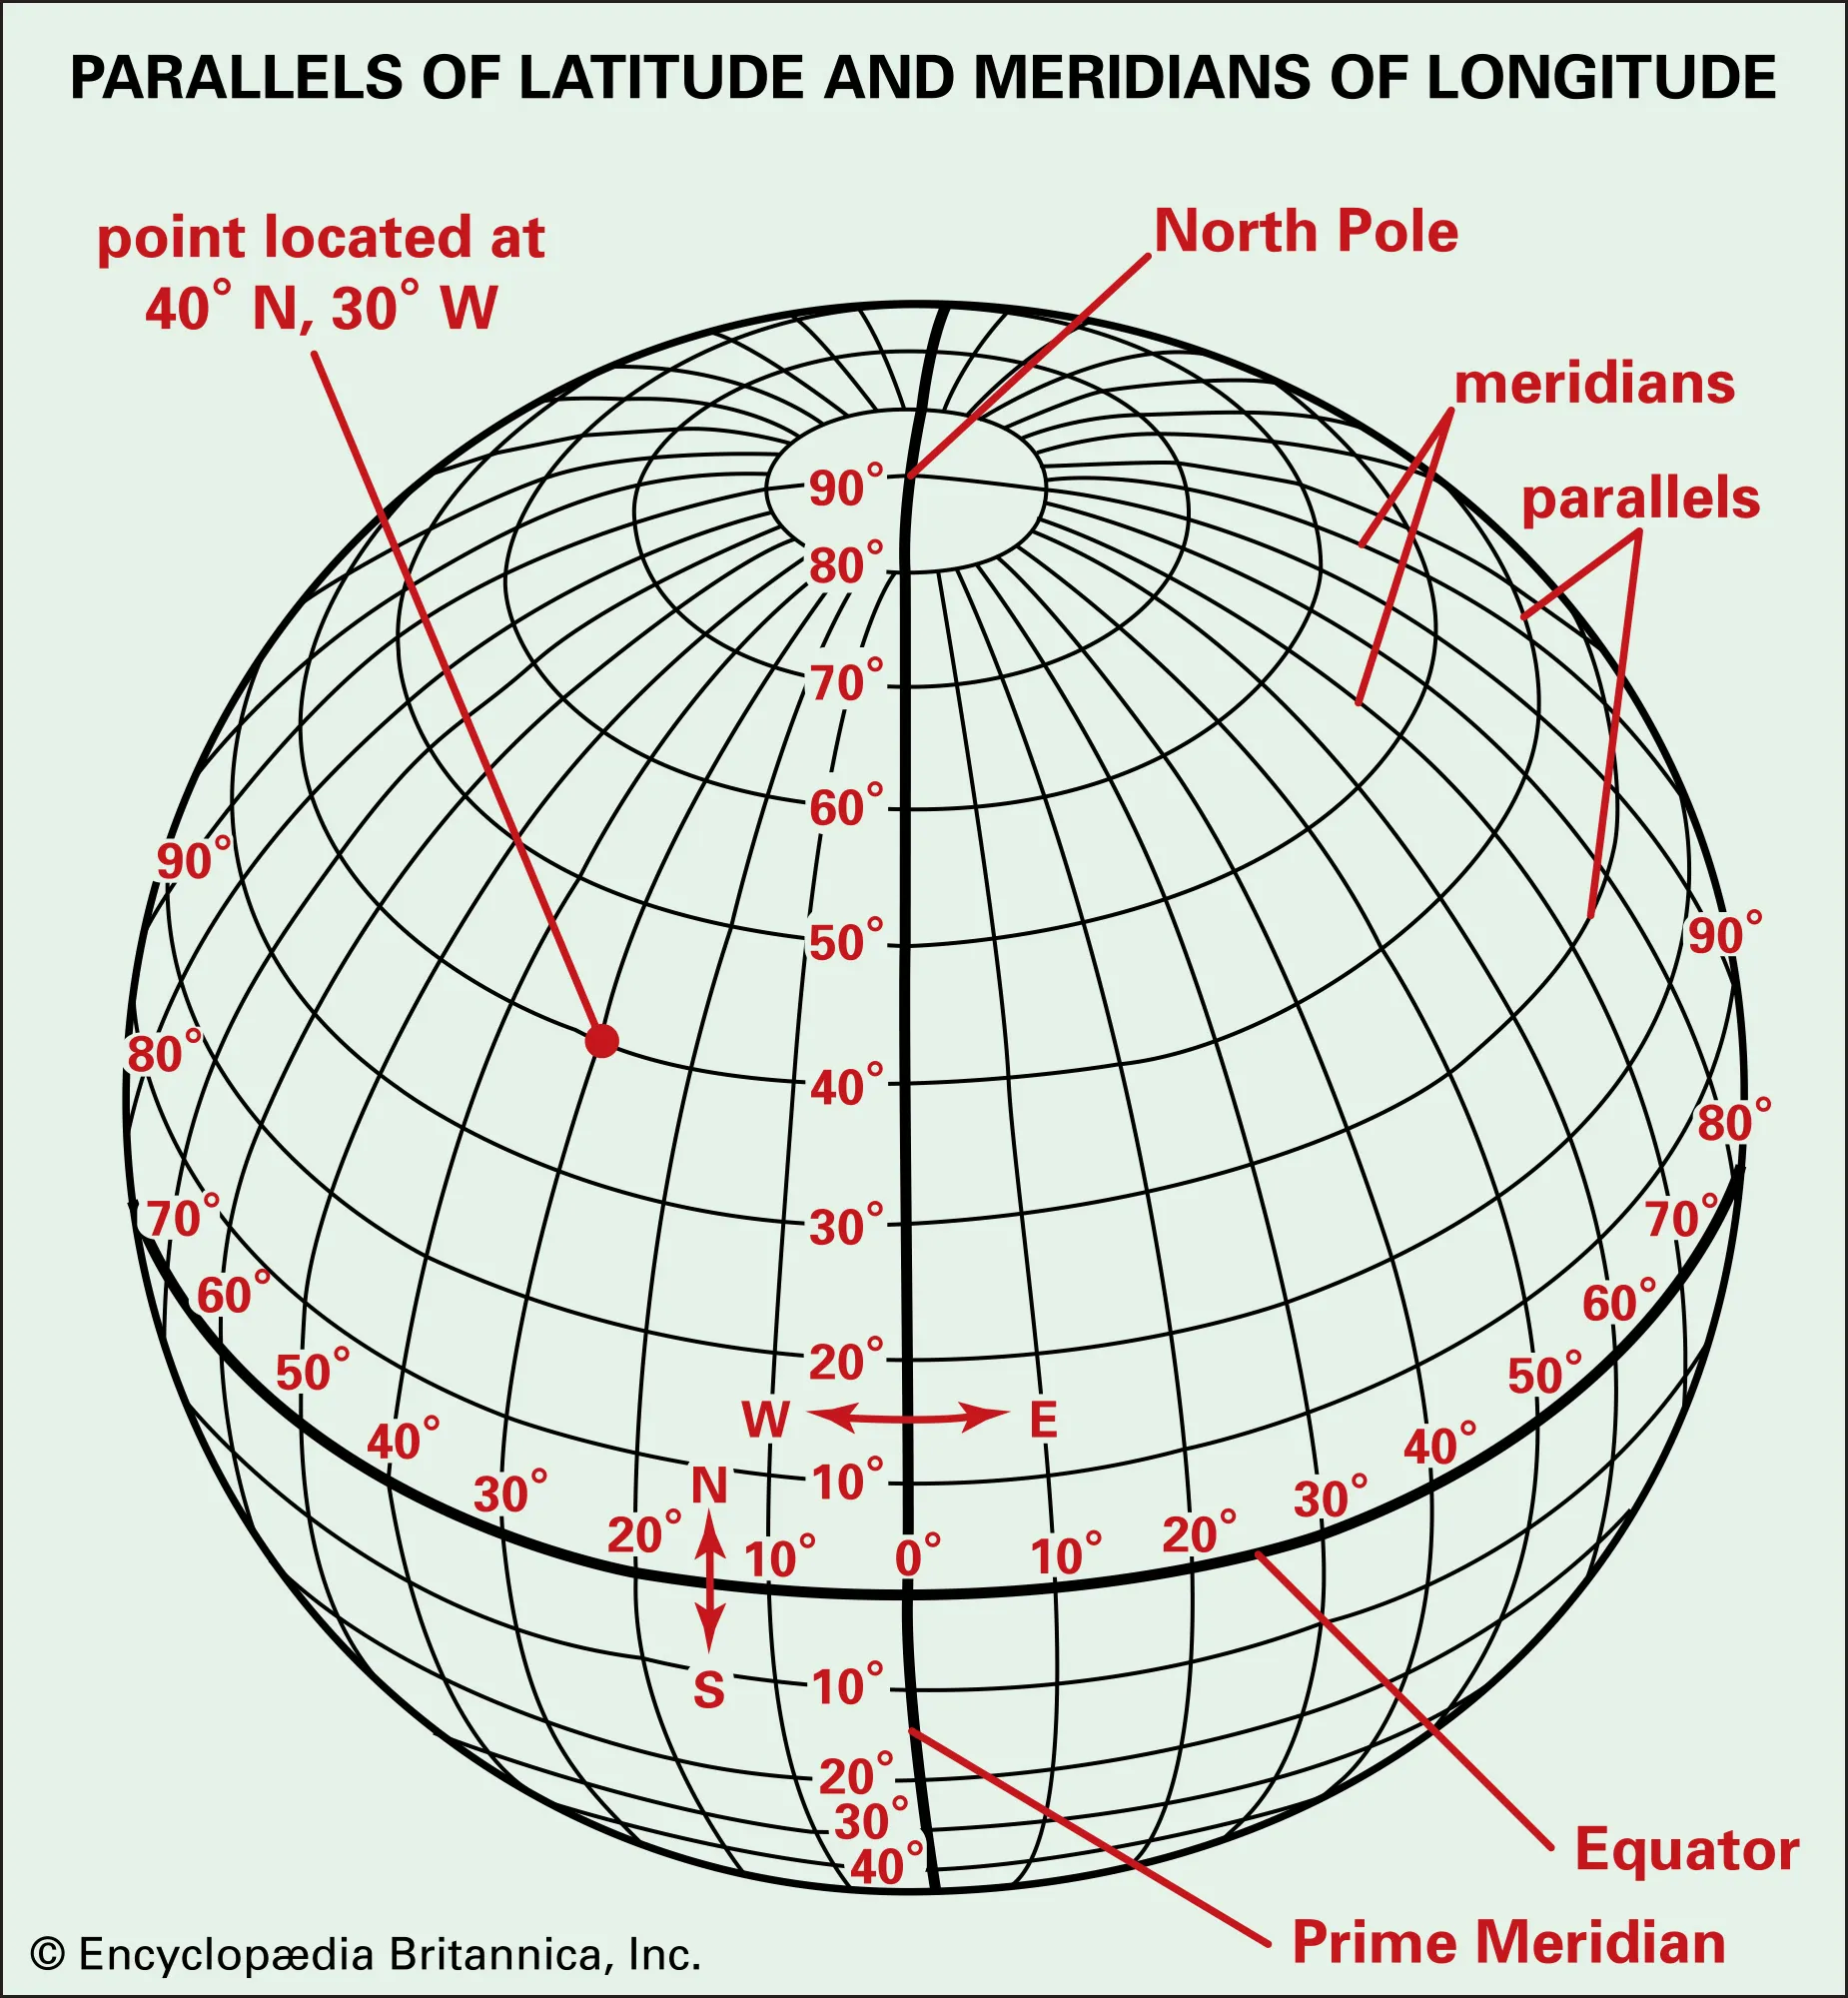 PARALLELS OF LATITUDE AND MERIDIANS OF LONGITUDE
point located at
40° N, 30° W
North Pole
meridians
parallels
90°
80°
70°
60°
50°
40°
30°
20°
10°
W
E
N
S
90°
80°
70°
60°
50°
40°
30°
20°
10°
0°
10°
20°
30°
40°
50°
60°
70°
80°
90°
10°
20°
30°
40°
Equator
Prime Meridian
© Encyclopædia Britannica, Inc.